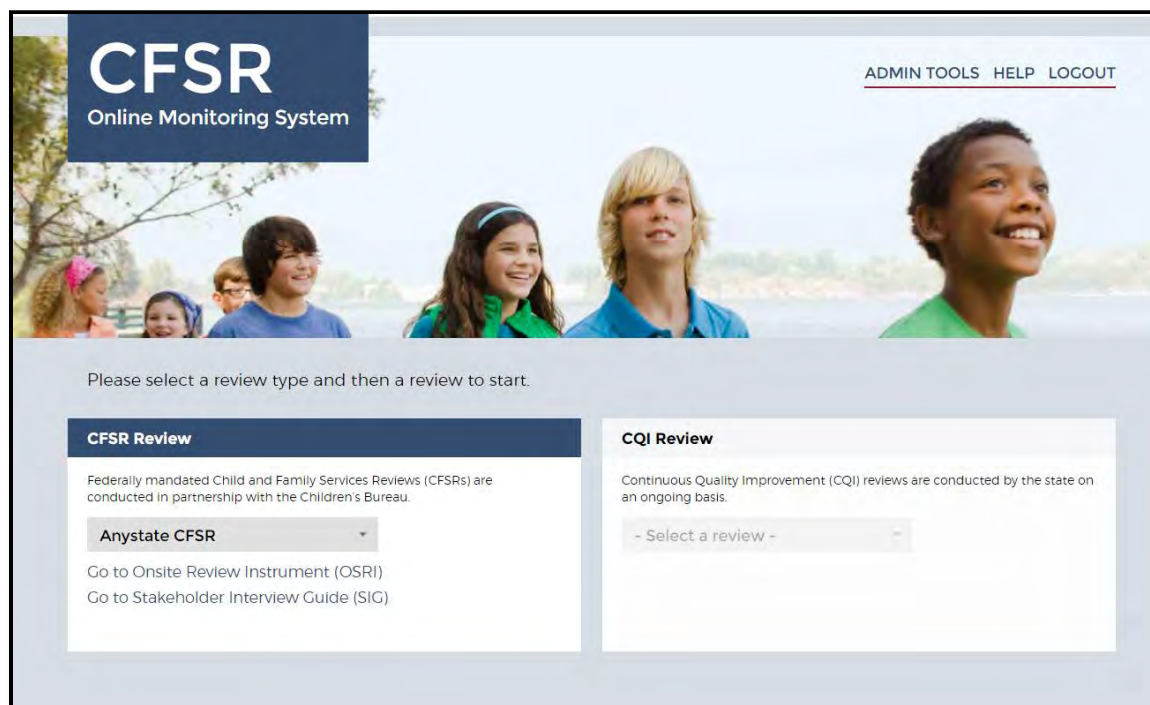 CFSR
Online Monitoring System
ADMIN TOOLS HELP LOGOUT
Please select a review type and then a review to start.
CFSR Review
Federally mandated Child and Family Services Reviews (CFSRs) are
conducted in partnership with the Children's Bureau.
Anystate CFSR
Go to Onsite Review Instrument (OSRI)
Go to Stakeholder Interview Guide (SIG)
CQI Review
Continuous Quality Improvement (CQI) reviews are conducted by the state on
an ongoing basis.
- Select a review -